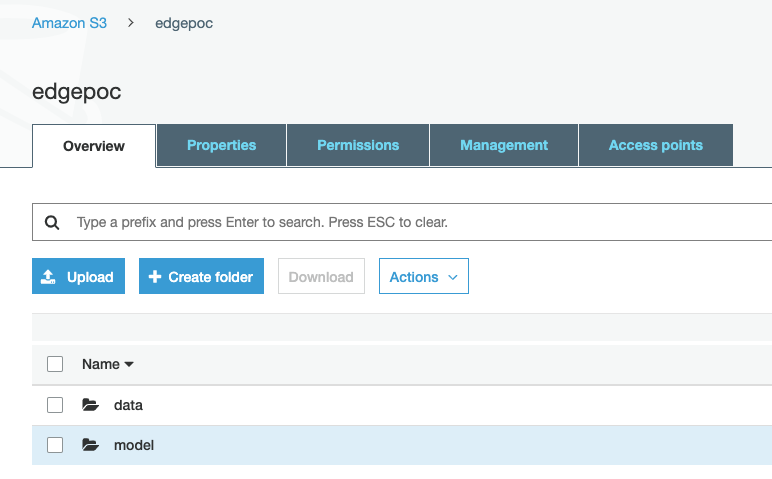 Amazon S3 > edgepoc
edgepoc
Overview Properties Permissions Management Access points
Type a prefix and press Enter to search. Press ESC to clear.
Upload Create folder Download Actions
Name
data
model